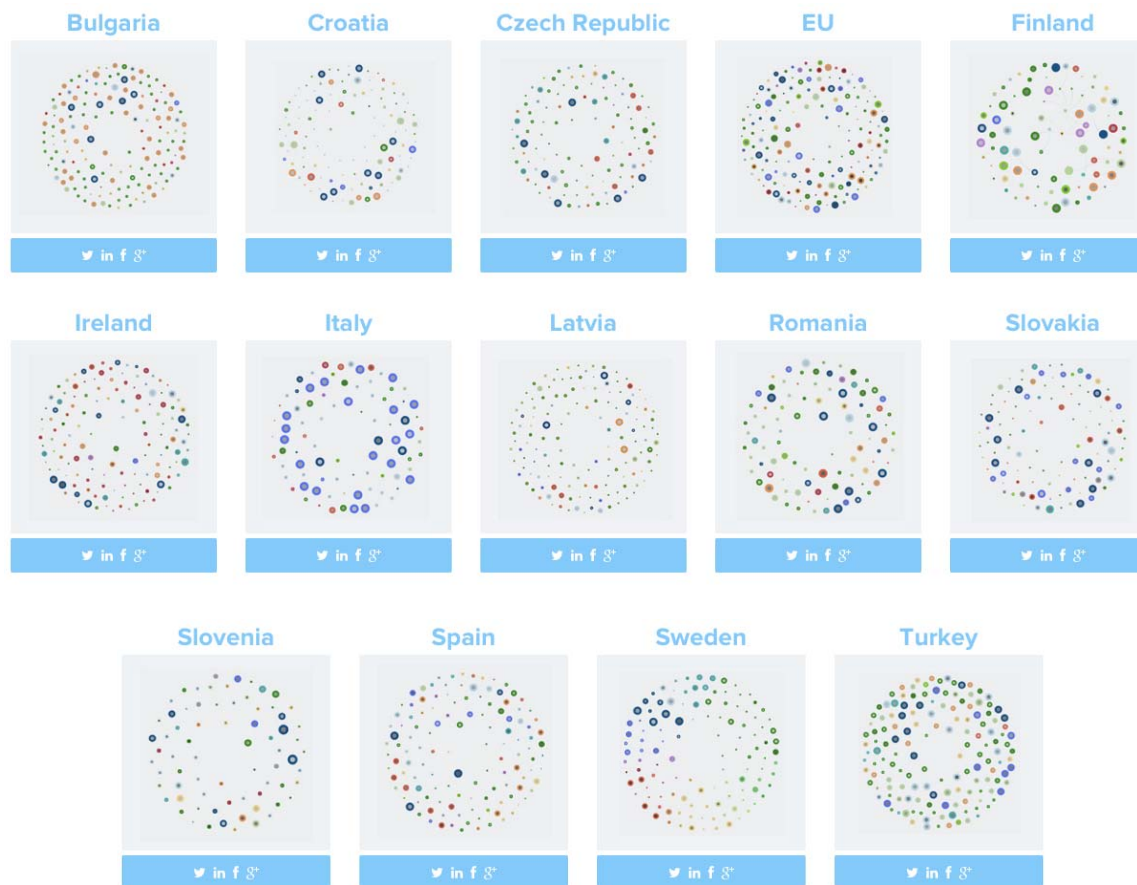 Bulgaria Croatia Czech Republic EU Finland
in f g+ in f g+ in f g+ in f g+ in f g+
Ireland Italy Latvia Romania Slovakia
in f g+ in f g+ in f g+ in f g+ in f g+
Slovenia Spain Sweden Turkey
in f g+ in f g+ in f g+ in f g+